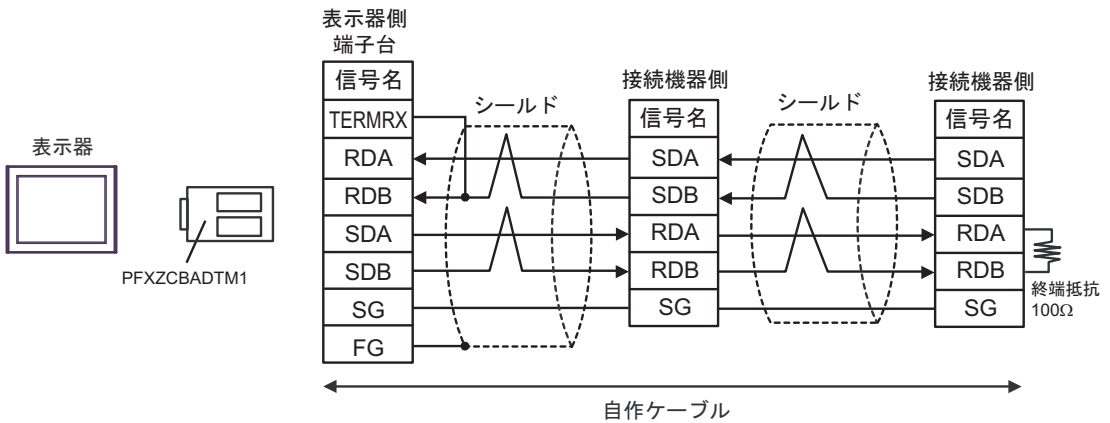 表示器
PFXZCBADTM1
表示器側
端子台
信号名
TERMRX
RDA
RDB
SDA
SDB
SG
FG
シールド
接続機器側
信号名
SDA
SDB
RDA
RDB
SG
シールド
接続機器側
信号名
SDA
SDB
RDA
RDB
SG
終端抵抗
100Ω
自作ケーブル